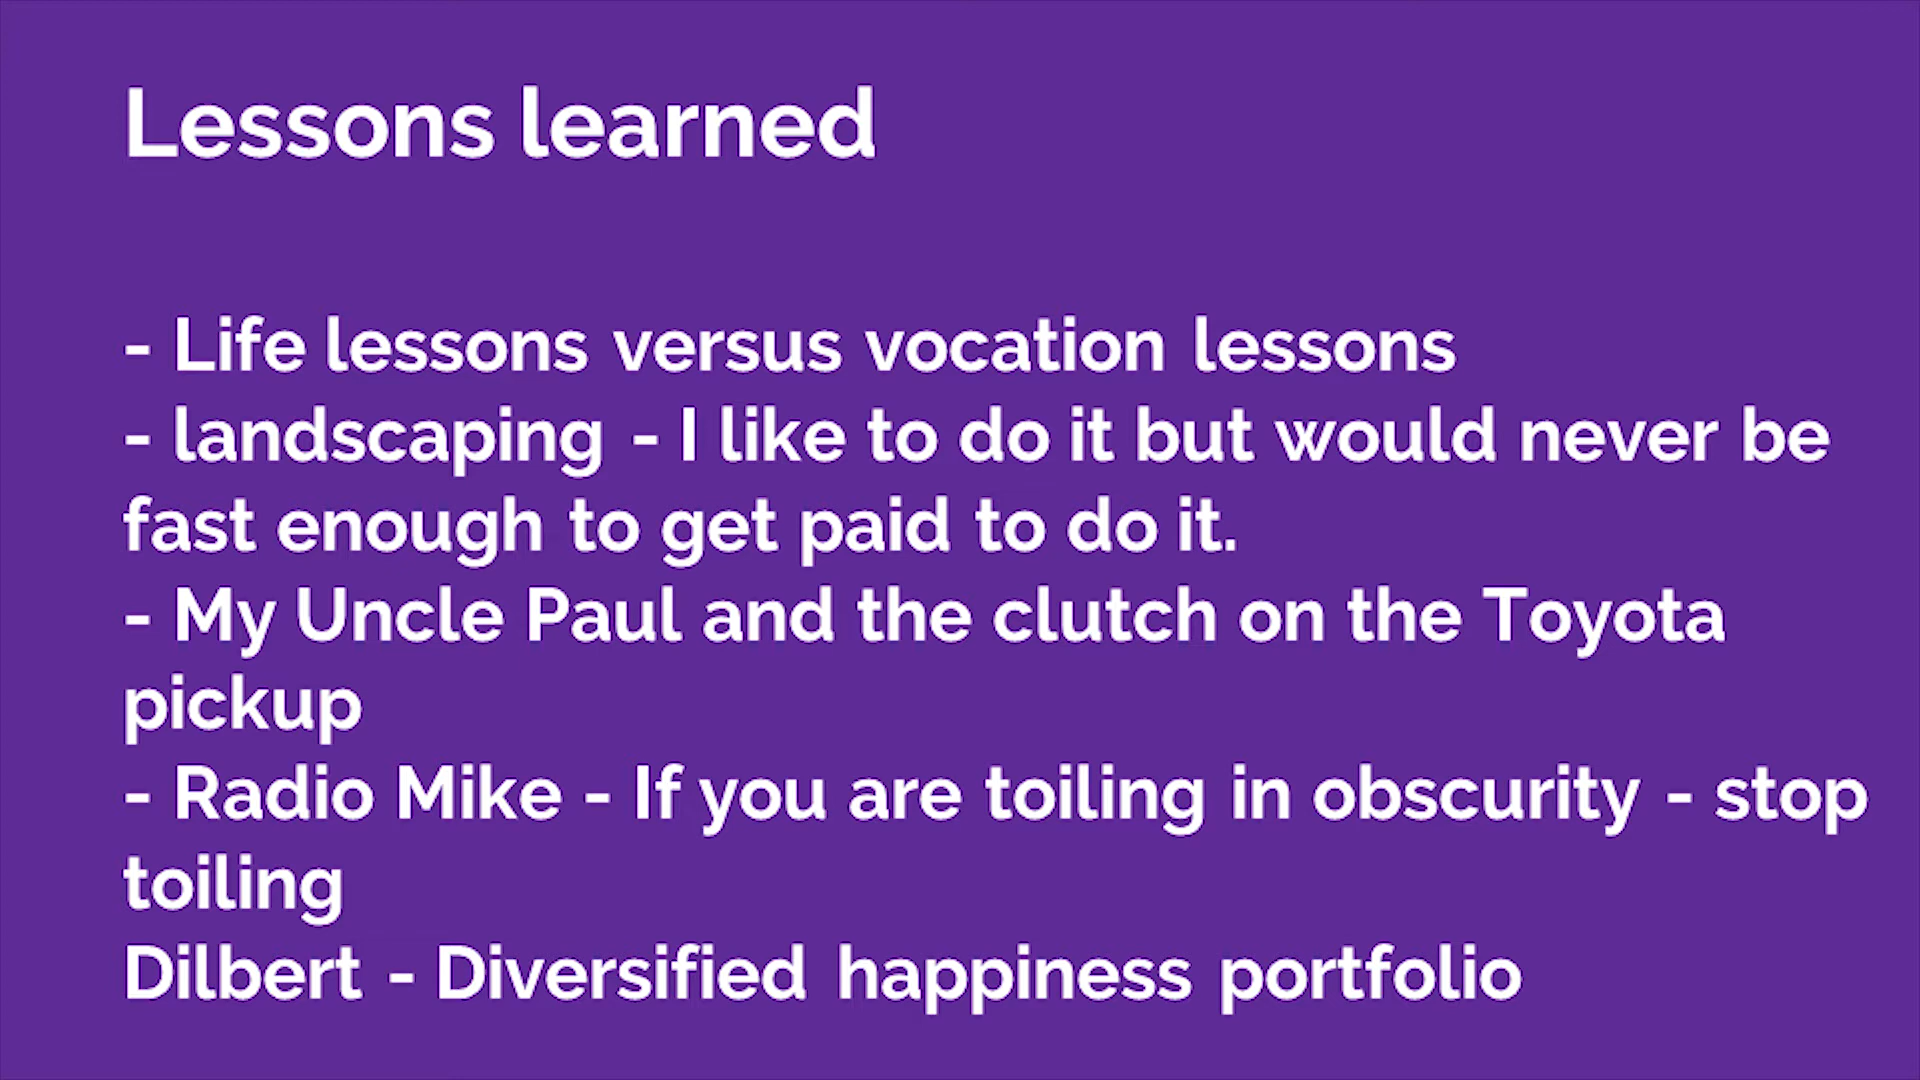 Lessons learned
- Life lessons versus vocation lessons
- landscaping - I like to do it but would never be
fast enough to get paid to do it.
- My Uncle Paul and the clutch on the Toyota
pickup
- Radio Mike - If you are toiling in obscurity - stop
toiling
Dilbert - Diversified happiness portfolio